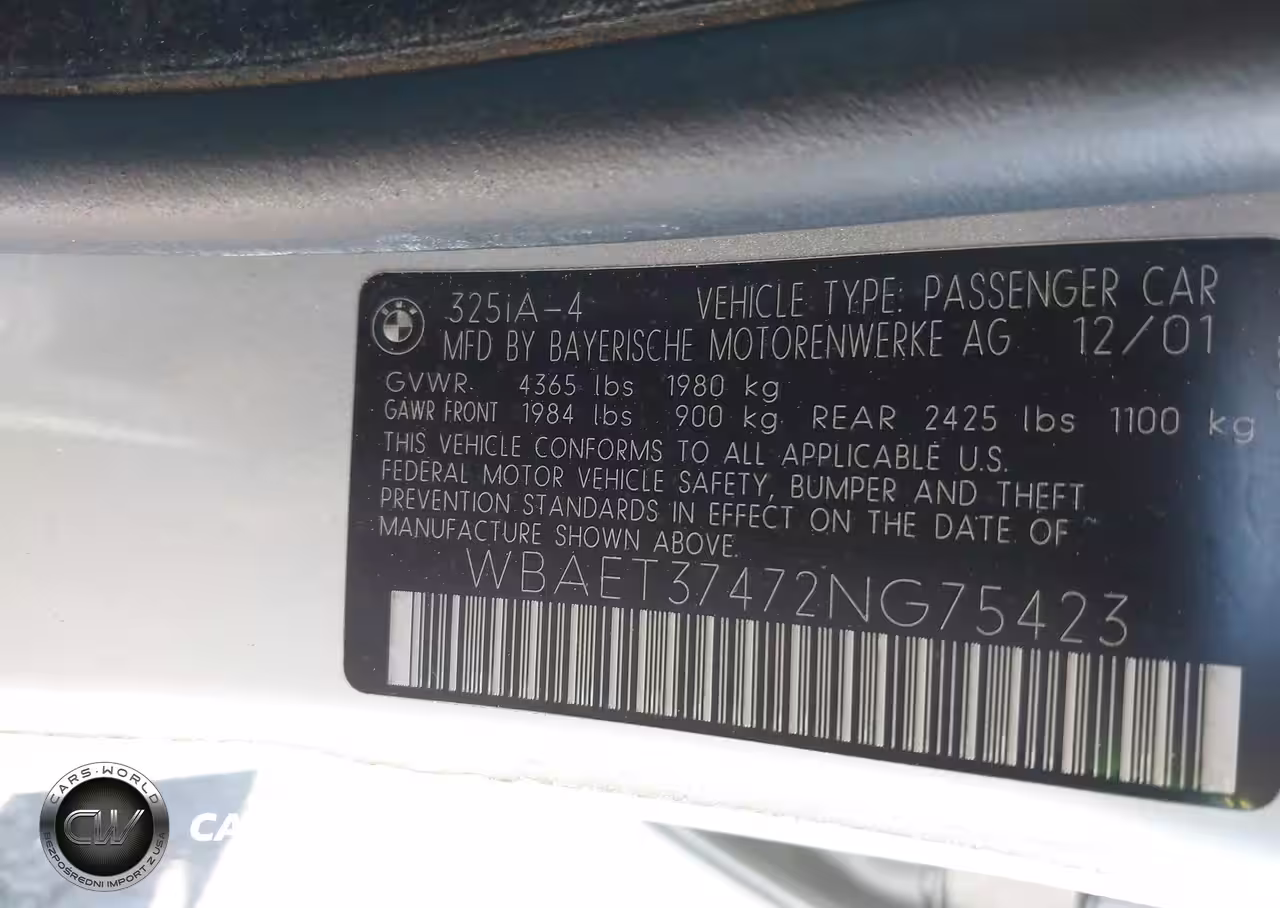 325iA-4 VEHICLE TYPE: PASSENGER CAR
MFD BY BAYERISCHE MOTORENWERKE AG 12/01
GVWR 4365 lbs 1980 kg
GAWR FRONT 1984 lbs 900 kg REAR 2425 lbs 1100 kg
THIS VEHICLE CONFORMS TO ALL APPLICABLE U.S.
FEDERAL MOTOR VEHICLE SAFETY, BUMPER AND THEFT
PREVENTION STANDARDS IN EFFECT ON THE DATE OF
MANUFACTURE SHOWN ABOVE.
WBAET37472NG75423
CARS-WORLD
CW
BEZPOŚREDNI IMPORT Z USA
CA